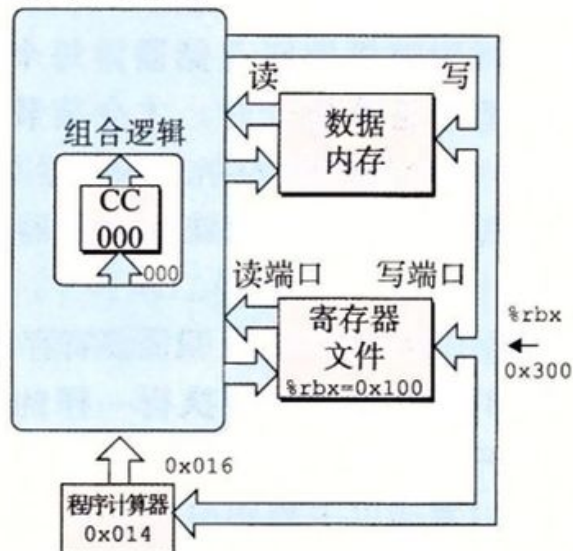 读
写
数据
内存
组合逻辑
CC
000
000
读端口
写端口
寄存器
文件
%rbx=0x100
%rbx
0x300
0x016
程序计算器
0x014